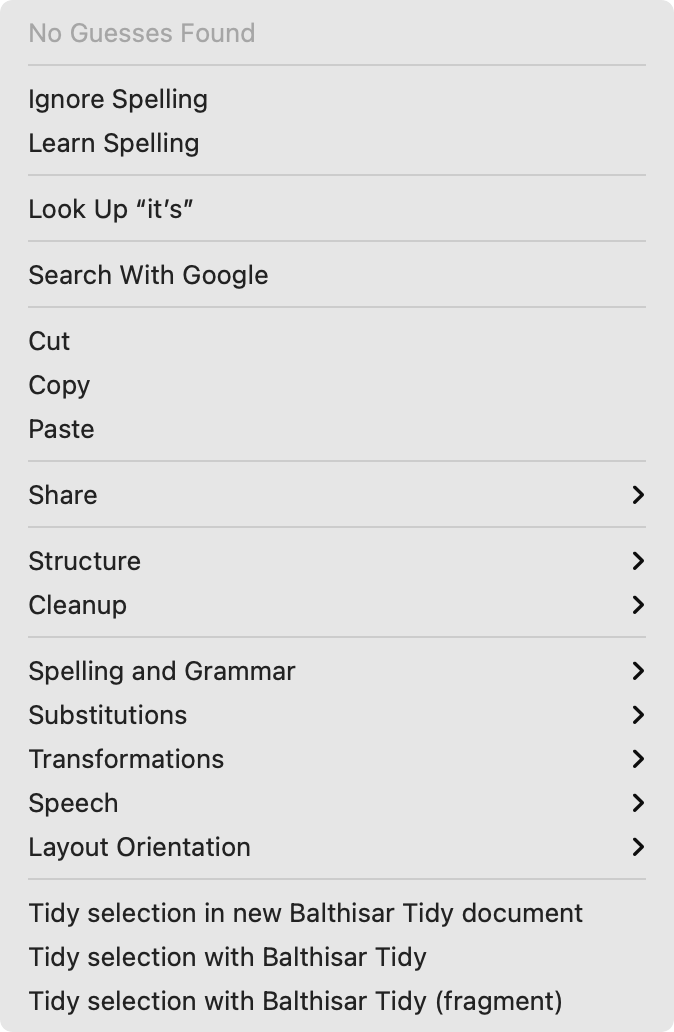 No Guesses Found
Ignore Spelling
Learn Spelling
Look Up “it’s”
Search With Google
Cut
Copy
Paste
Share
Structure
Cleanup
Spelling and Grammar
Substitutions
Transformations
Speech
Layout Orientation
Tidy selection in new Balthisar Tidy document
Tidy selection with Balthisar Tidy
Tidy selection with Balthisar Tidy (fragment)